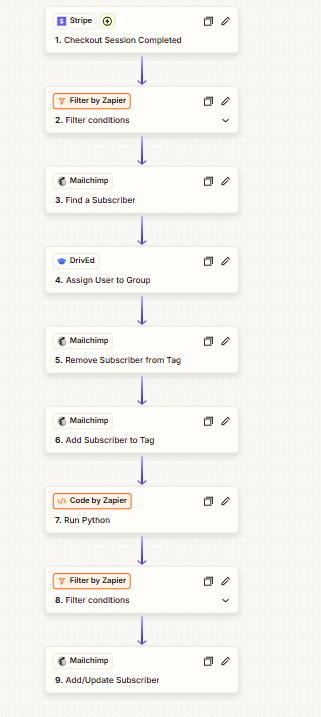 Stripe
1. Checkout Session Completed
Filter by Zapier
2. Filter conditions
Mailchimp
3. Find a Subscriber
DrivEd
4. Assign User to Group
Mailchimp
5. Remove Subscriber from Tag
Mailchimp
6. Add Subscriber to Tag
Code by Zapier
7. Run Python
Filter by Zapier
8. Filter conditions
Mailchimp
9. Add/Update Subscriber